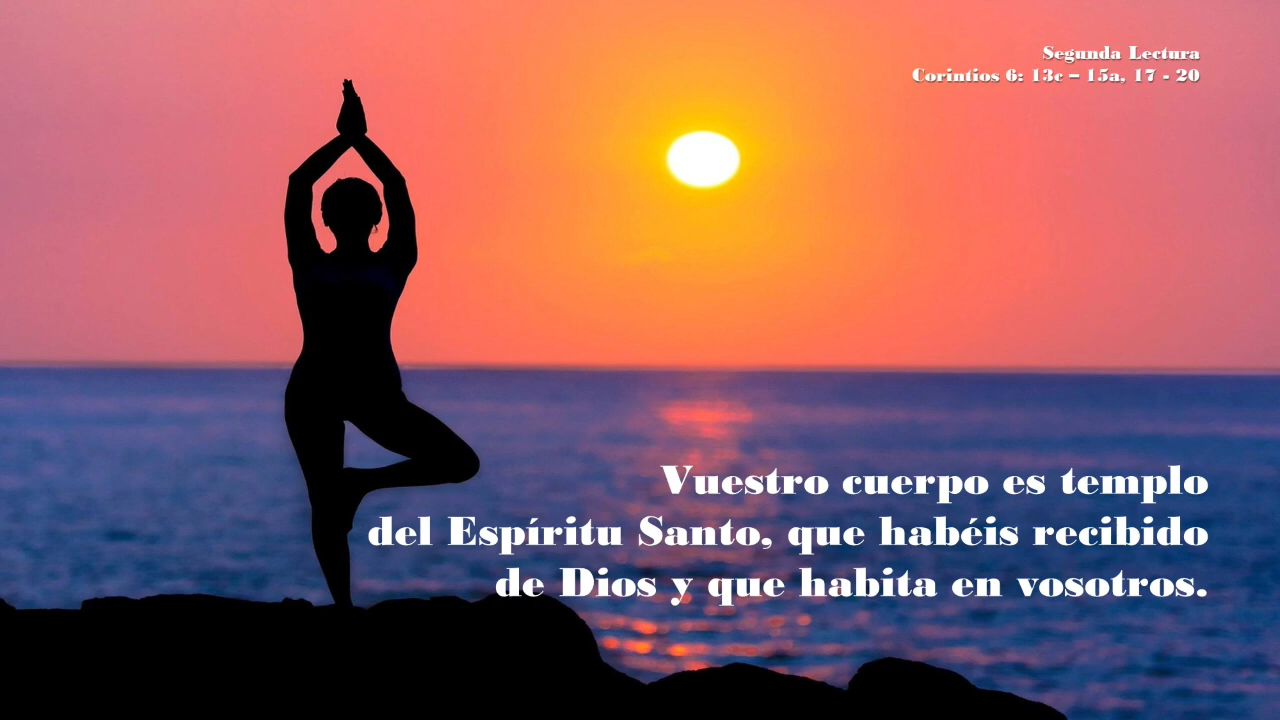 Segunda Lectura
Corintios 6: 13c – 15a, 17 - 20
Vuestro cuerpo es templo
del Espíritu Santo, que habéis recibido
de Dios y que habita en vosotros.